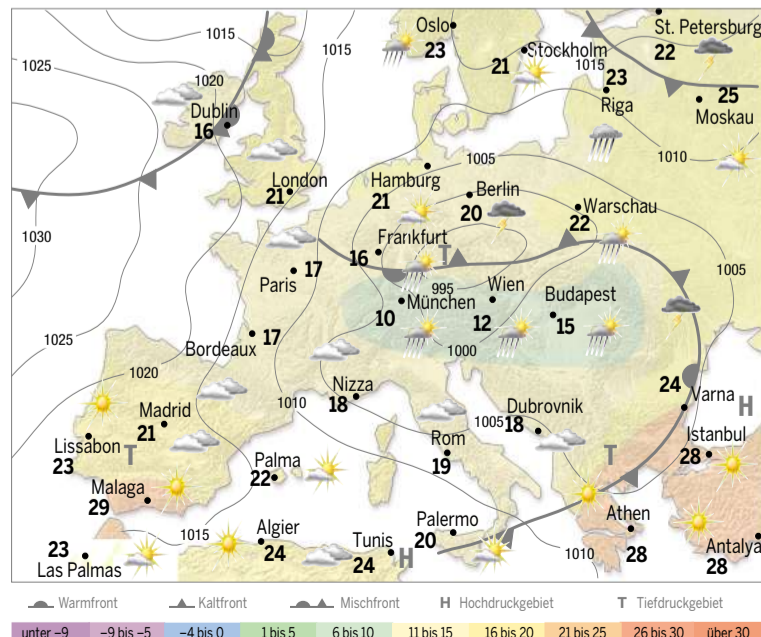 1015
1015
Oslo
23
St. Petersburg
22
1025
1020
Stockholm
21
1015
23
Riga
25
Moskau
Dublin
16
1010
1005
London
21
Hamburg
21
Berlin
20
Warschau
22
1030
Frankfurt
16
T
1005
Paris
17
995
München
10
Wien
12
Budapest
15
1025
Bordeaux
17
1000
1020
Nizza
18
1010
24
Varna
H
Madrid
21
Dubrovnik
18
1005
Lissabon
23
T
Rom
19
T
Istanbul
28
Palma
22
Malaga
29
1015
Algier
24
Tunis
24
H
Palermo
20
Athen
28
Antalya
28
23
Las Palmas
1010
Warmfront Kaltfront Mischfront H Hochdruckgebiet T Tiefdruckgebiet
unter –9 –9 bis –5 –4 bis 0 1 bis 5 6 bis 10 11 bis 15 16 bis 20 21 bis 25 26 bis 30 über 30